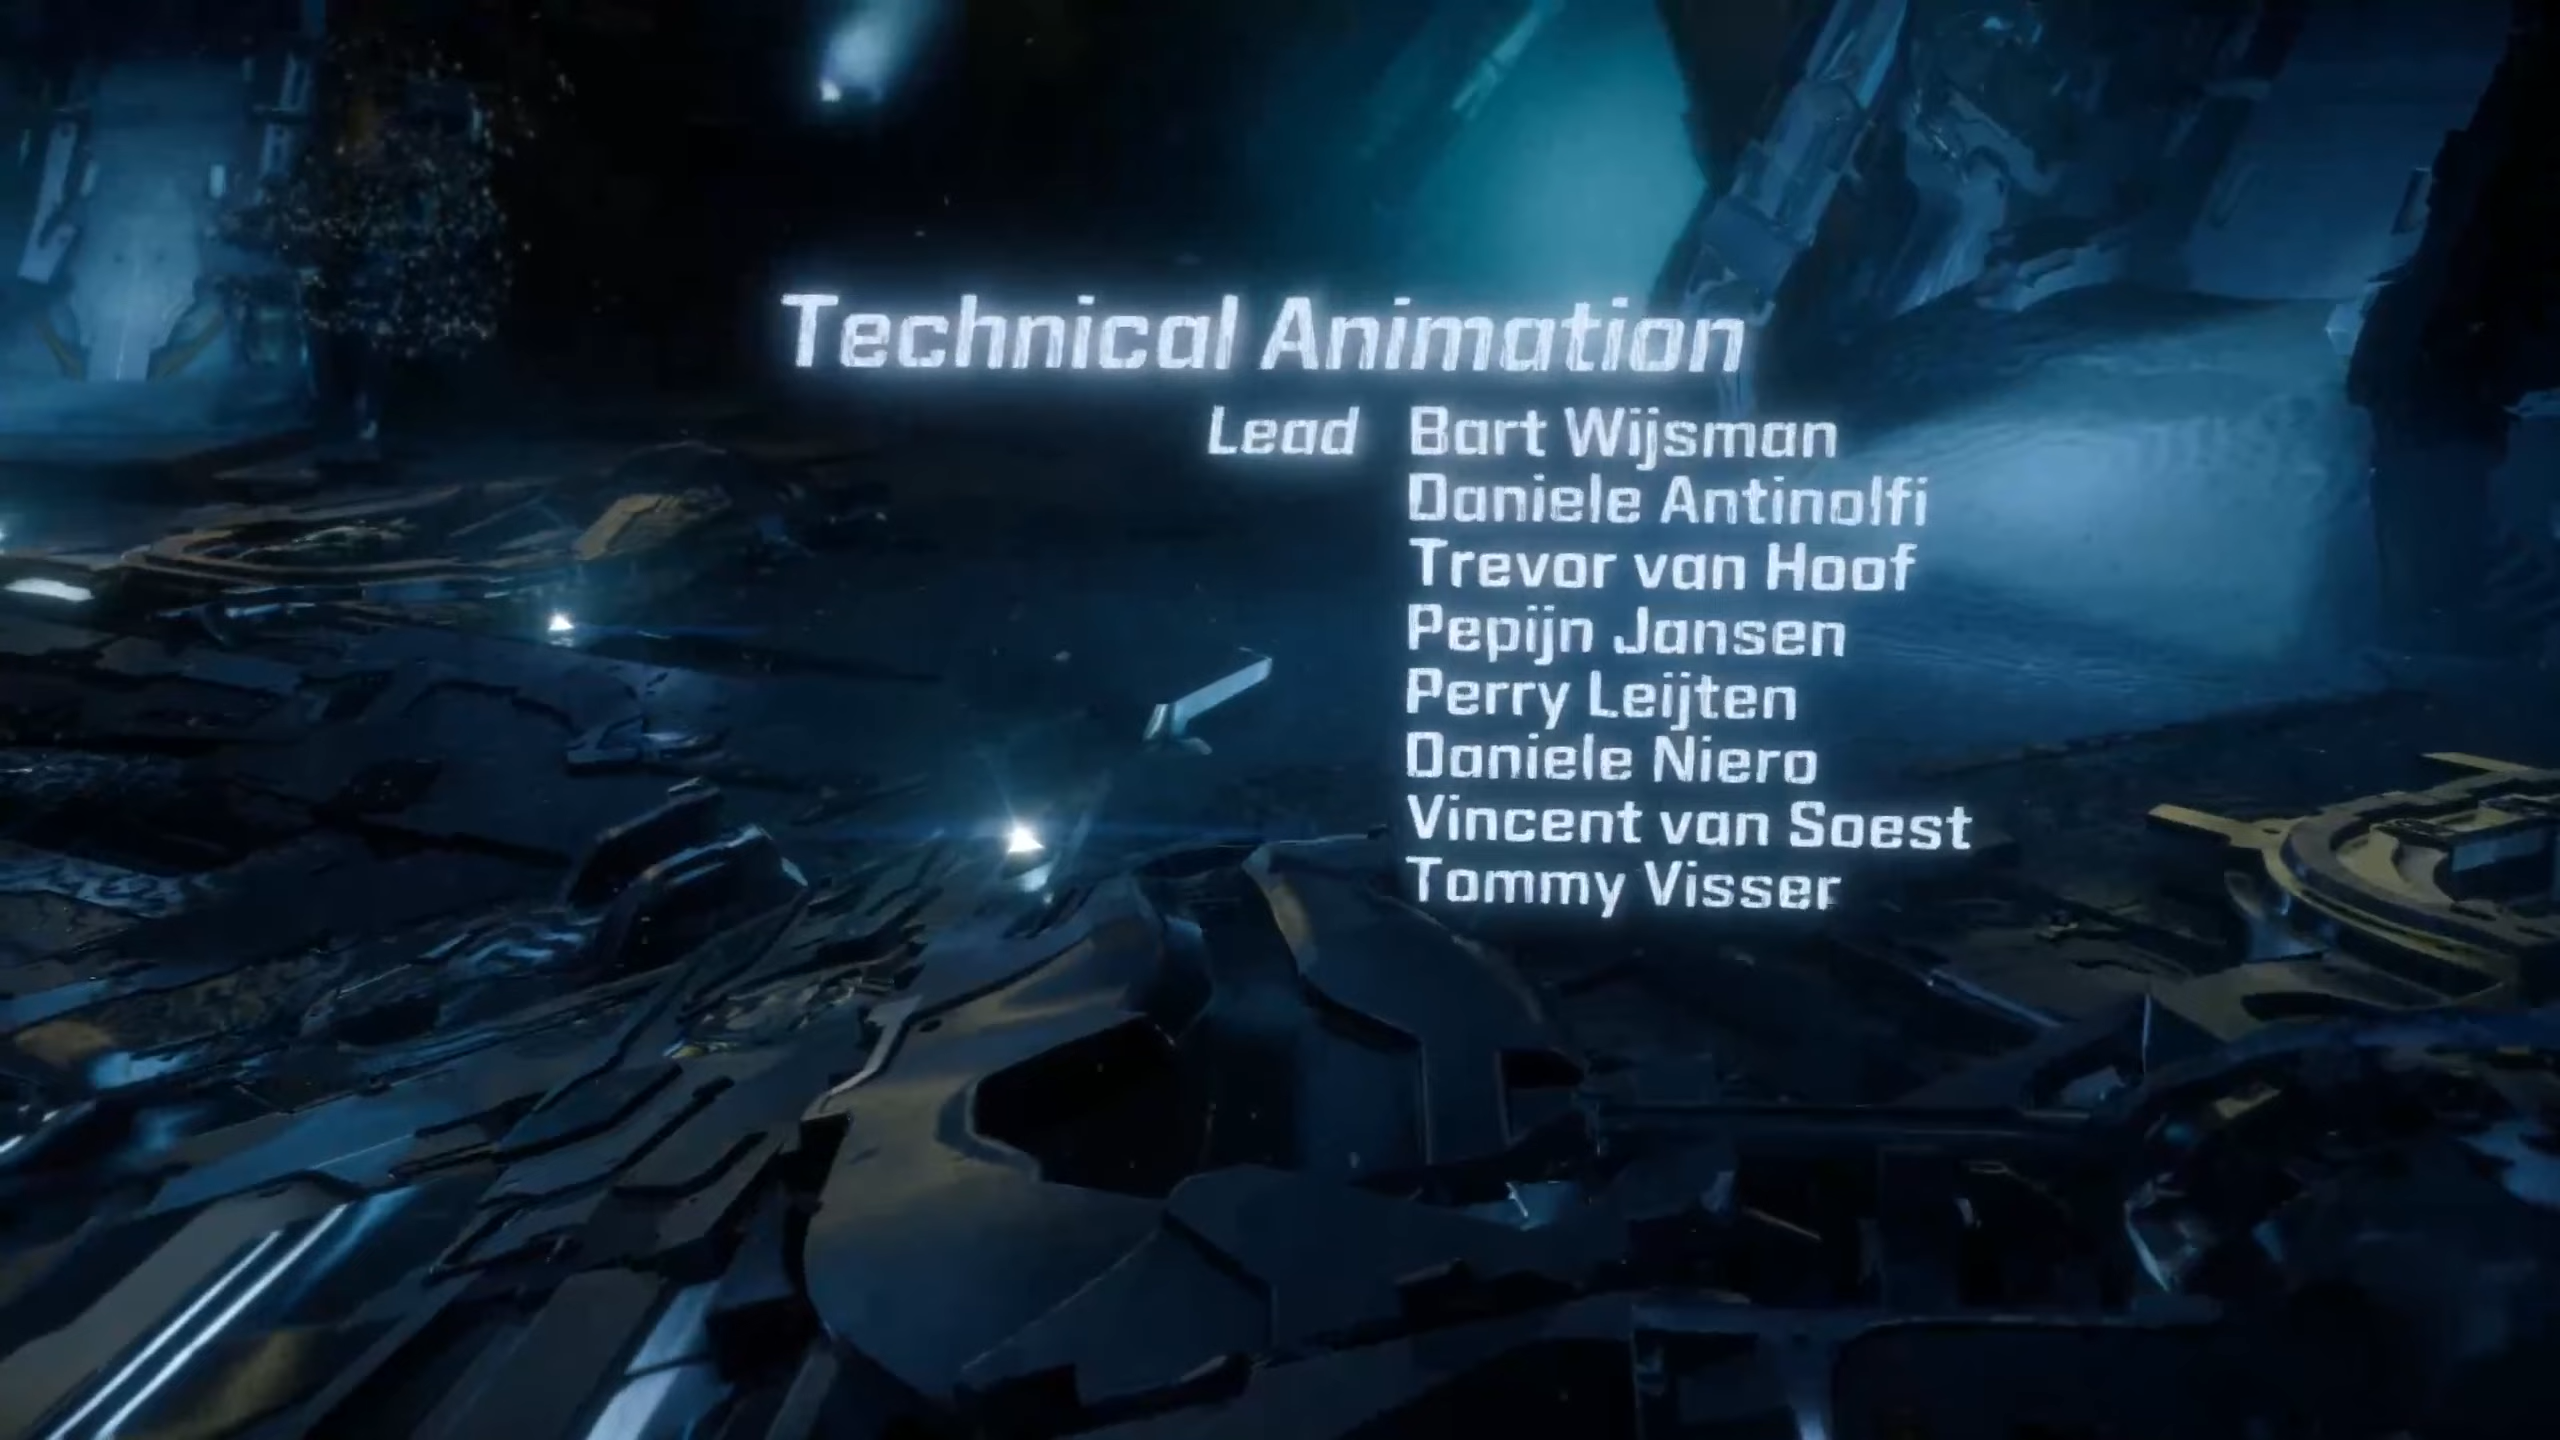 Technical Animation
Lead Bart Wijsman
Daniele Antinolfi
Trevor van Hoof
Pepijn Jansen
Perry Leijten
Daniele Niero
Vincent van Soest
Tommy Visser